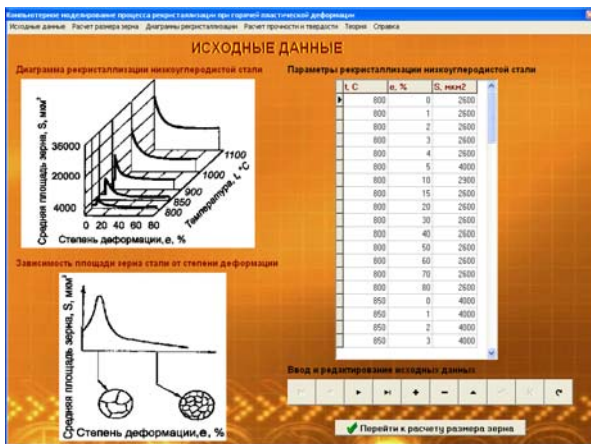 Компьютерное моделирование процесса рекристаллизации при горячей пластической деформации
Исходные данные Расчет размера зерна Диаграммы рекристаллизации Расчет прочности и твердости Теория Справка
ИСХОДНЫЕ ДАННЫЕ
Диаграмма рекристаллизации низкоуглеродистой стали
Средняя площадь зерна, S, мкм²
36000
20000
4000
0 20 40 60 80
Степень деформации, е, %
1100
1000
900
850
800
Температура, t, °C
Зависимость площади зерна стали от степени деформации
Средняя площадь зерна, S, мкм²
Степень деформации, е, %
Параметры рекристаллизации низкоуглеродистой стали
t, C e, % S, мкм2
800 0 2600
800 1 2600
800 2 2600
800 3 2600
800 4 2600
800 5 4000
800 10 2900
800 15 2600
800 20 2600
800 30 2600
800 40 2600
800 50 2600
800 60 2600
800 70 2600
800 80 2600
850 0 4000
850 1 4000
850 2 4000
850 3 4000
Ввод и редактирование исходных данных
Перейти к расчету размера зерна